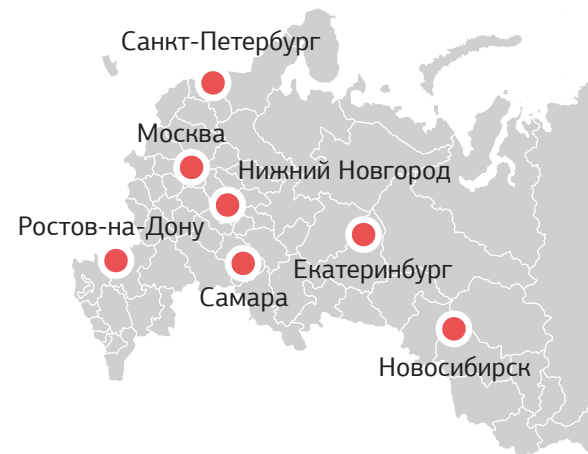 Санкт-Петербург
Москва
Нижний Новгород
Ростов-на-Дону
Екатеринбург
Самара
Новосибирск